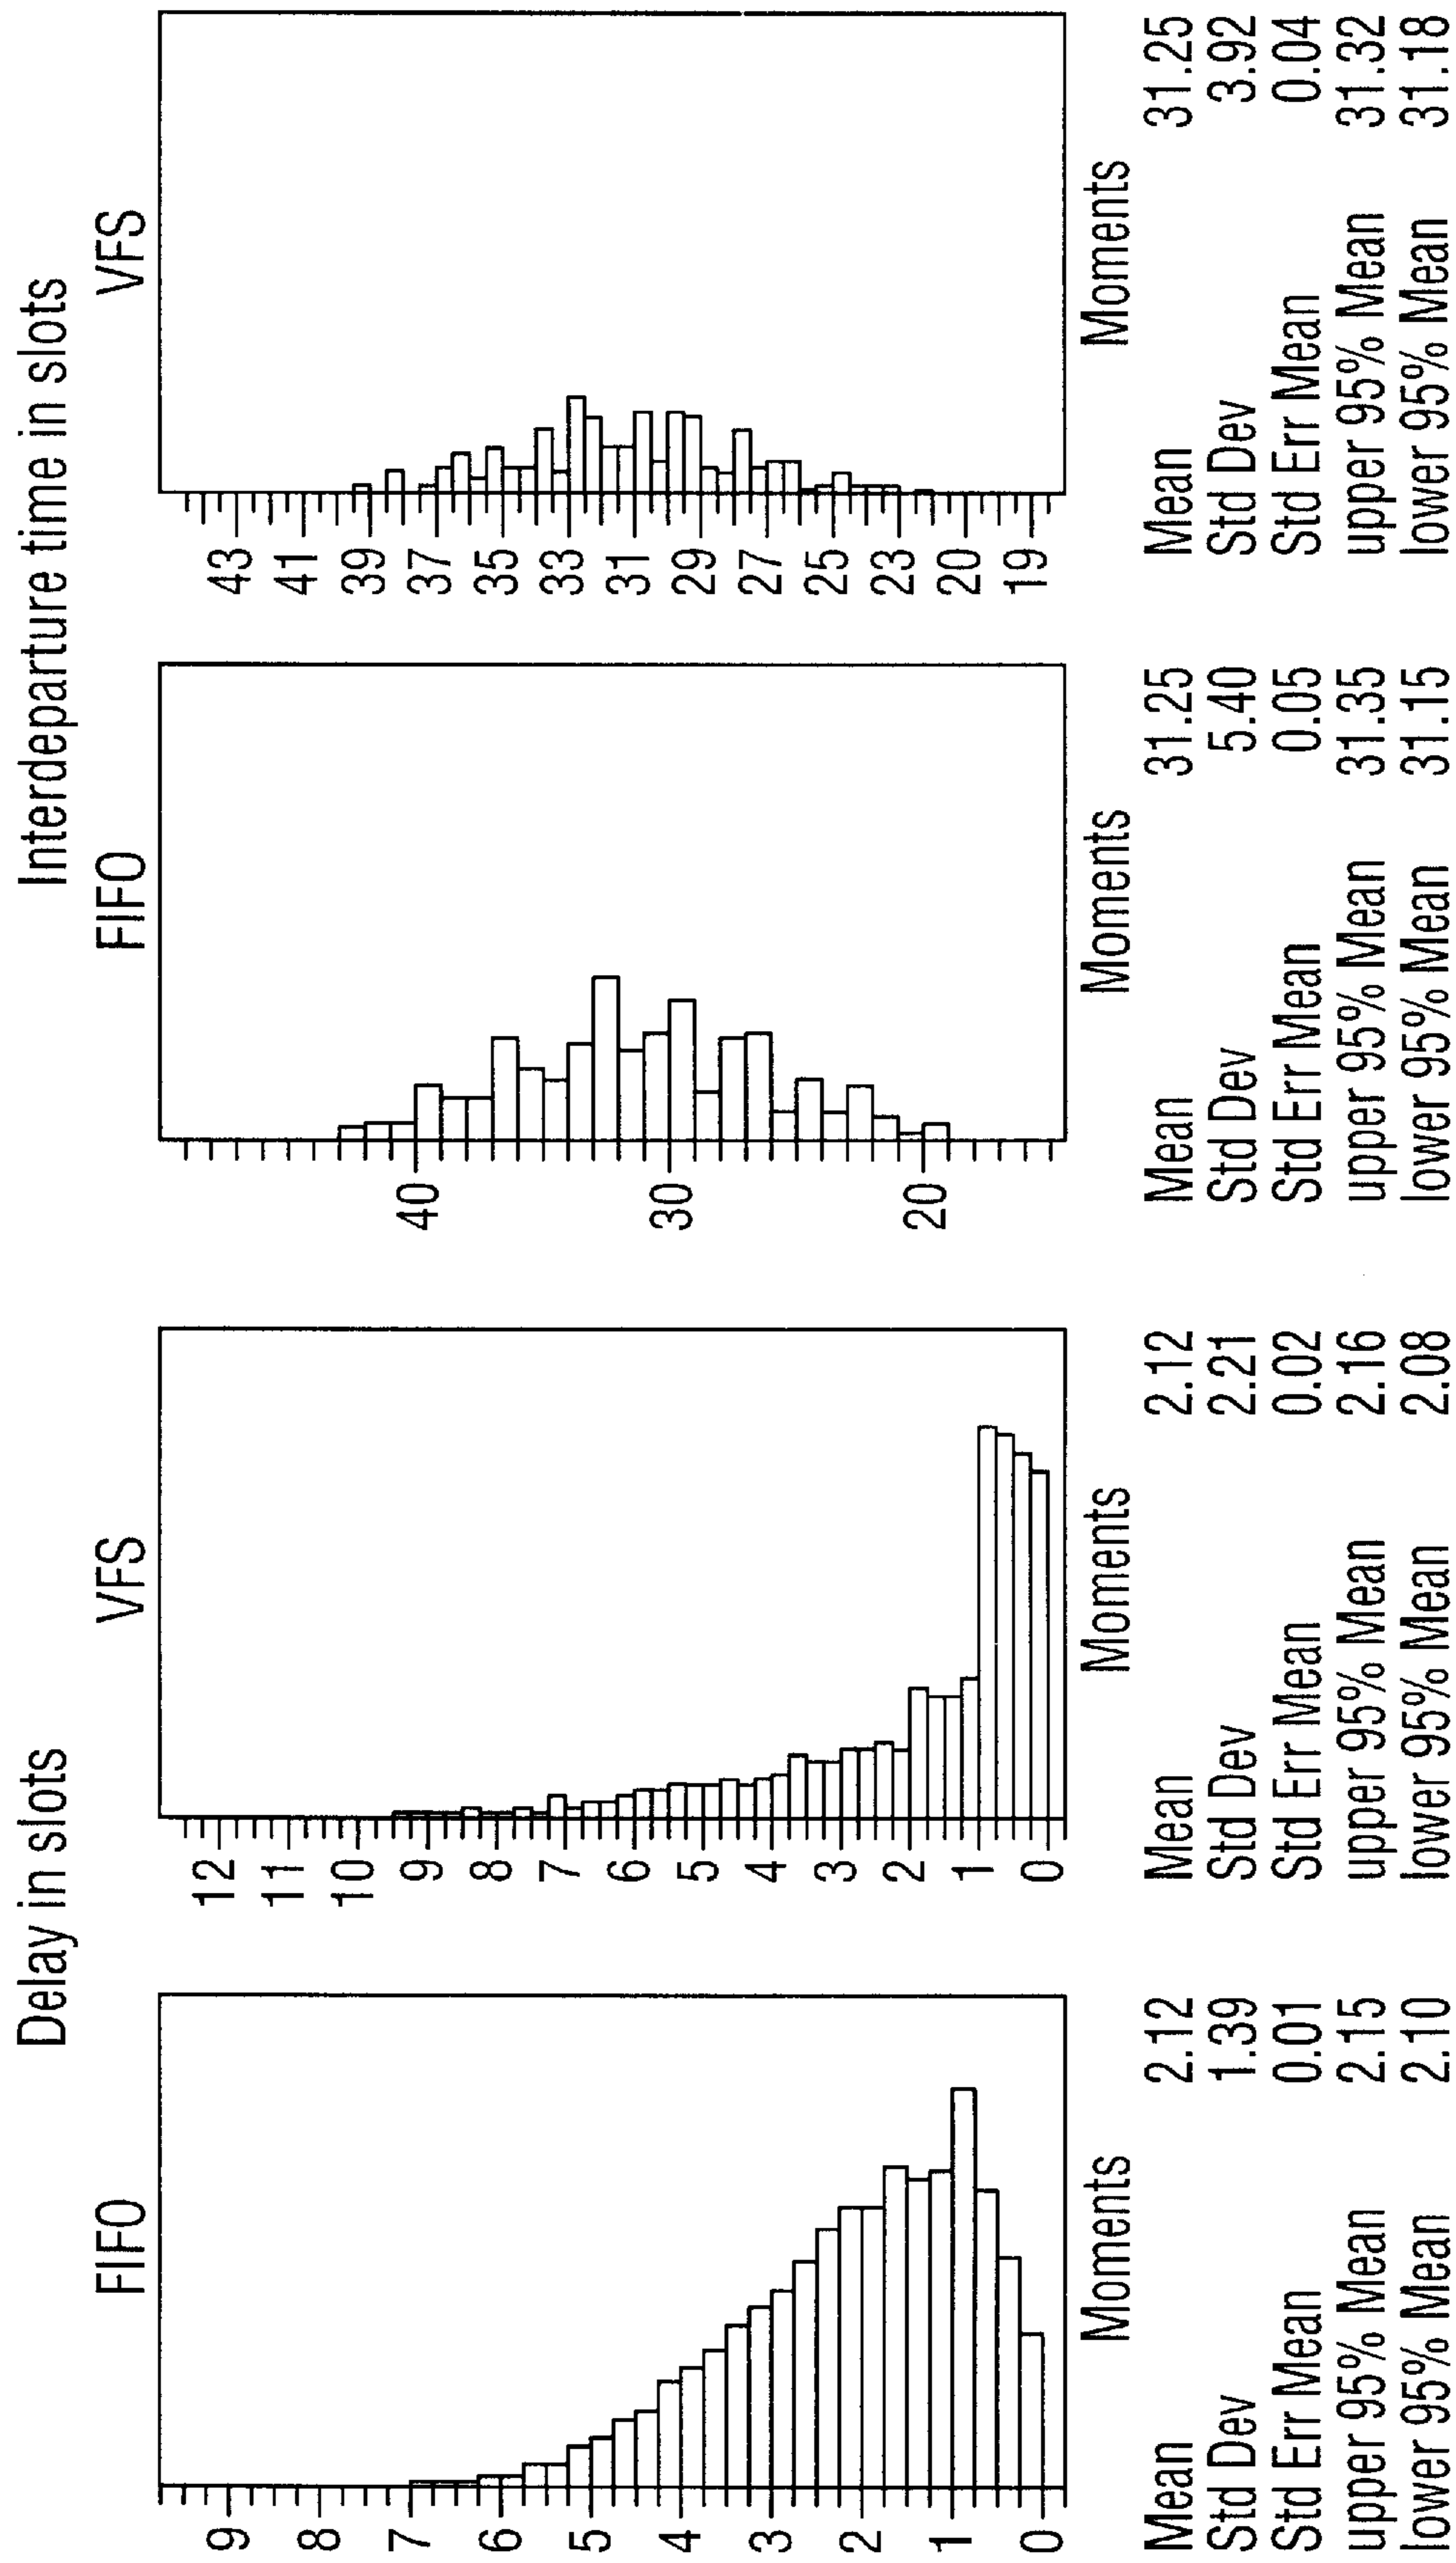 Delay in slots
FIFO
9
8
7
6
5
4
3
2
1
0
Moments
Mean 2.12
Std Dev 1.39
Std Err Mean 0.01
upper 95% Mean 2.15
lower 95% Mean 2.10
VFS
12
11
10
9
8
7
6
5
4
3
2
1
0
Moments
Mean 2.12
Std Dev 2.21
Std Err Mean 0.02
upper 95% Mean 2.16
lower 95% Mean 2.08
Interdeparture time in slots
FIFO
40
30
20
Moments
Mean 31.25
Std Dev 5.40
Std Err Mean 0.05
upper 95% Mean 31.35
lower 95% Mean 31.15
VFS
43
41
39
37
35
33
31
29
27
25
23
20
19
Moments
Mean 31.25
Std Dev 3.92
Std Err Mean 0.04
upper 95% Mean 31.32
lower 95% Mean 31.18